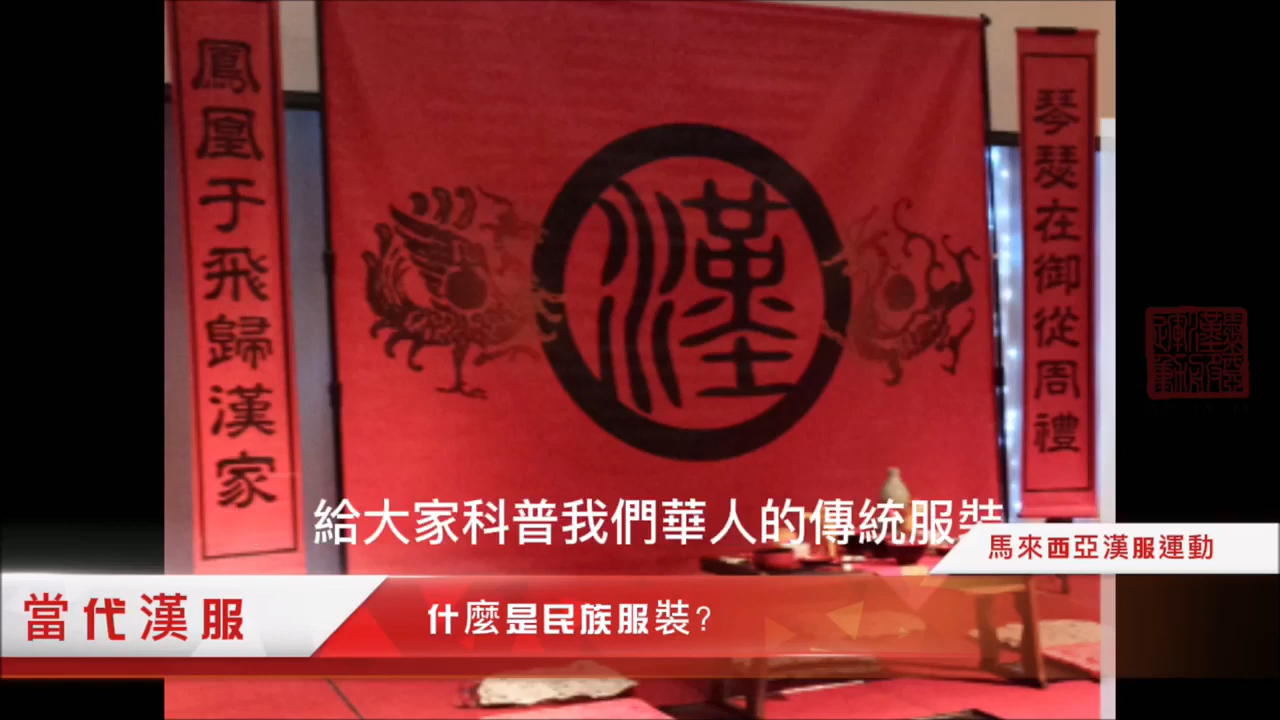 琴瑟在御從周禮
鳳凰于飛歸漢家
漢
給大家科普我們華人的傳統服裝
馬來西亞漢服運動
當代漢服
什麼是民族服裝?